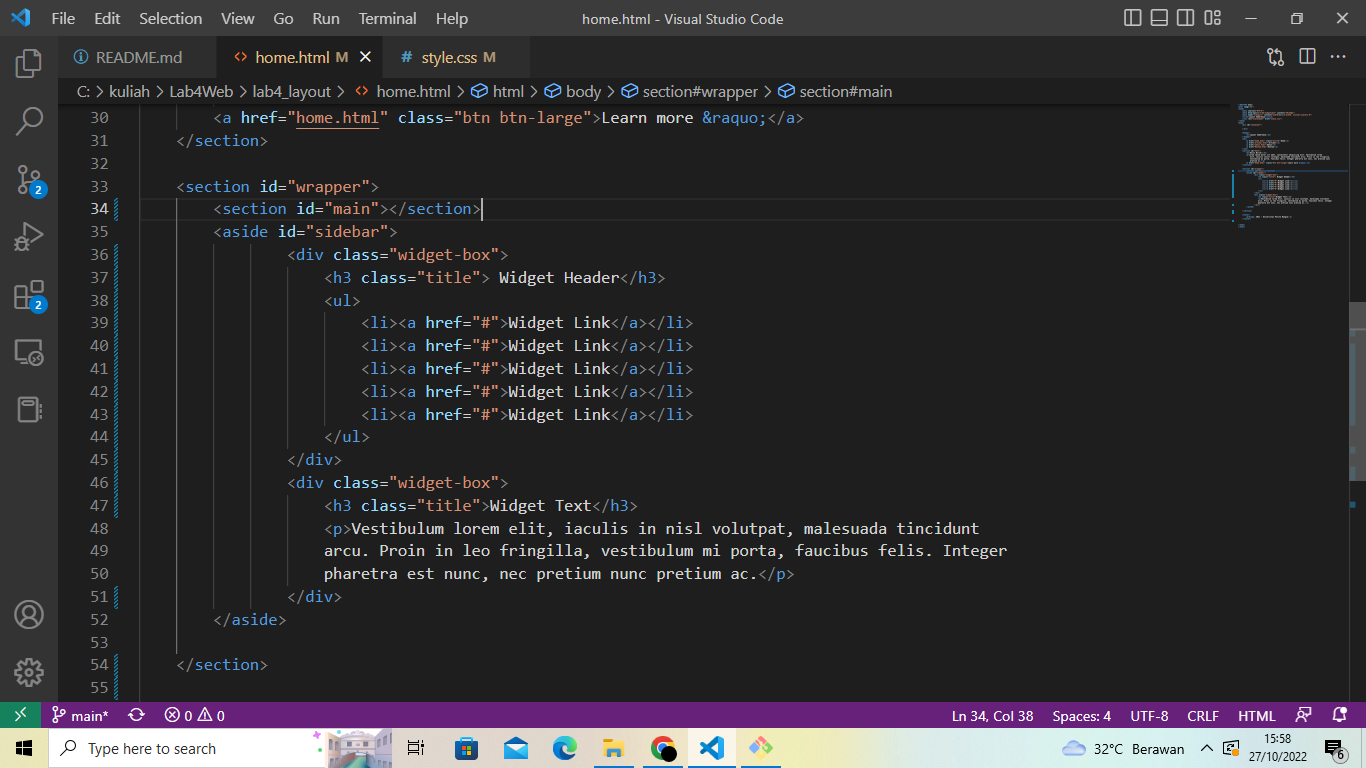 File Edit Selection View Go Run Terminal Help home.html - Visual Studio Code
README.md home.html M style.css M
C: > kuliah > Lab4Web > lab4_layout > home.html > html > body > section#wrapper > section#main
30 <a href="home.html" class="btn btn-large">Learn more &raquo;</a>
31 </section>
32
33 <section id="wrapper">
34 <section id="main"></section>
35 <aside id="sidebar">
36 <div class="widget-box">
37 <h3 class="title"> Widget Header</h3>
38 <ul>
39 <li><a href="#">Widget Link</a></li>
40 <li><a href="#">Widget Link</a></li>
41 <li><a href="#">Widget Link</a></li>
42 <li><a href="#">Widget Link</a></li>
43 <li><a href="#">Widget Link</a></li>
44 </ul>
45 </div>
46 <div class="widget-box">
47 <h3 class="title">Widget Text</h3>
48 <p>Vestibulum lorem elit, iaculis in nisl volutpat, malesuada tincidunt
49 arcu. Proin in leo fringilla, vestibulum mi porta, faucibus felis. Integer
50 pharetra est nunc, nec pretium nunc pretium ac.</p>
51 </div>
52 </aside>
53
54 </section>
55
2
2
main* 0 0 Ln 34, Col 38 Spaces: 4 UTF-8 CRLF HTML
Type here to search 32°C Berawan 15:58
27/10/2022 6